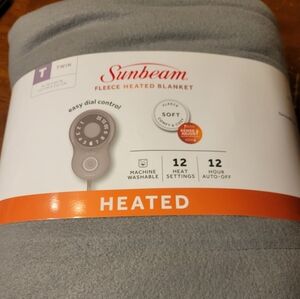 T TWIN
Sunbeam
FLEECE HEATED BLANKET
easy dial control
FLEECE
SOFT
MACHINE
WASHABLE
12
HEAT
SETTINGS
12
HOUR
AUTO-OFF
HEATED